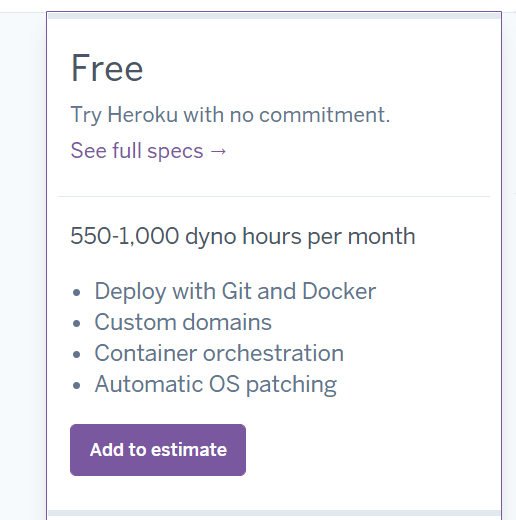 Free
Try Heroku with no commitment.
See full specs →
550-1,000 dyno hours per month
• Deploy with Git and Docker
• Custom domains
• Container orchestration
• Automatic OS patching
Add to estimate